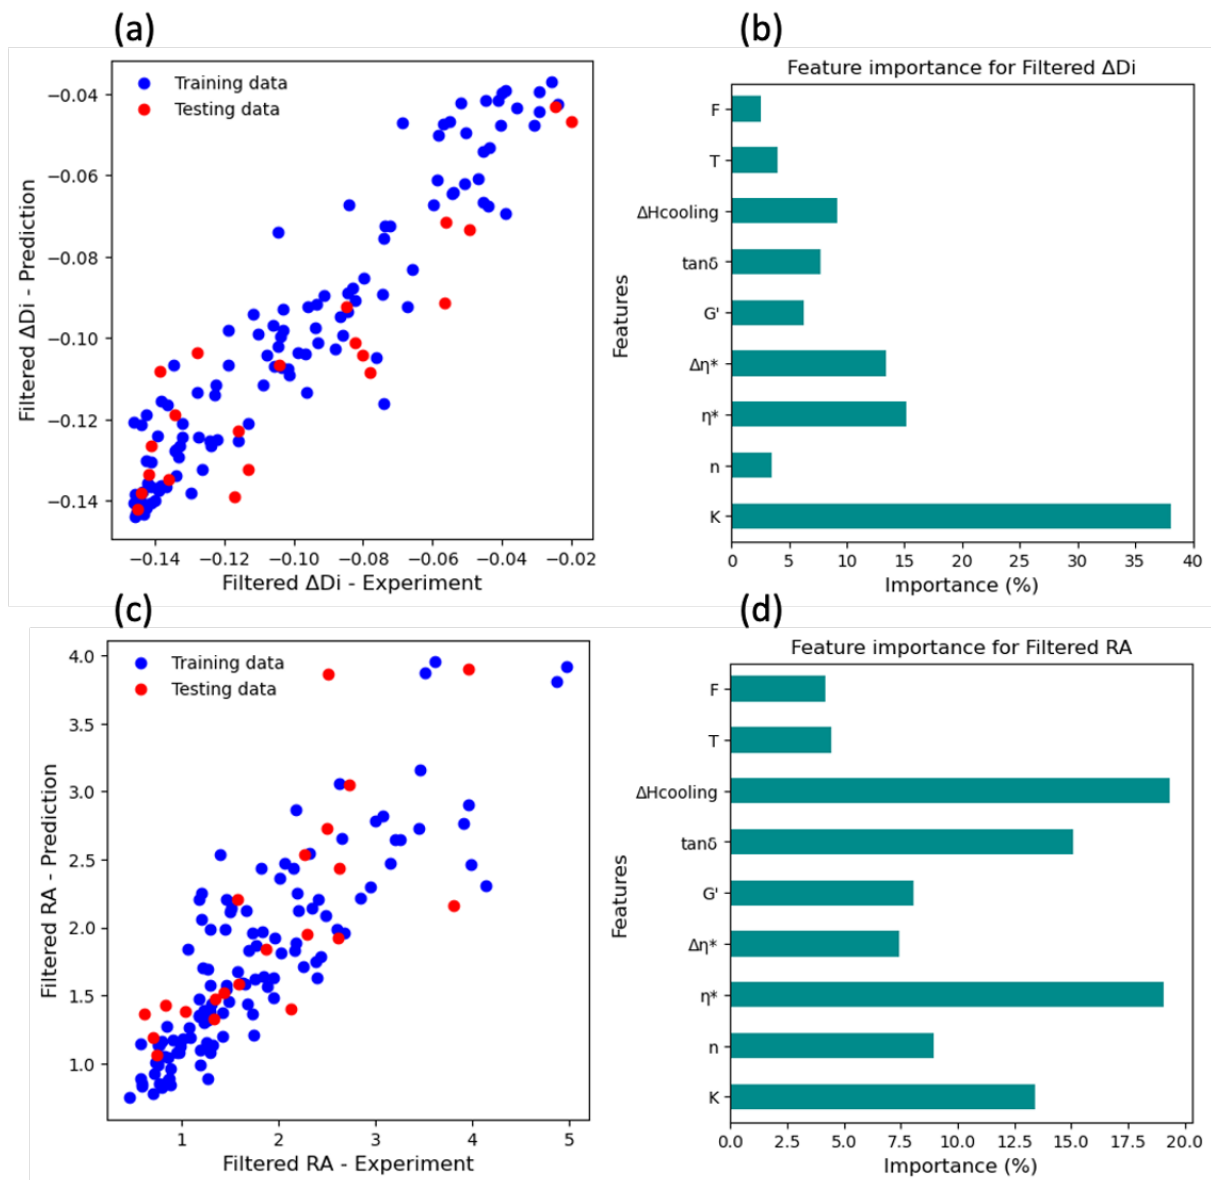 (a)
(b)
Training data
Testing data
−0.04
−0.06
−0.08
−0.10
−0.12
−0.14
Filtered ΔDi - Prediction
−0.14 −0.12 −0.10 −0.08 −0.06 −0.04 −0.02
Filtered ΔDi - Experiment
Feature importance for Filtered ΔDi
F
T
ΔHcooling
tanδ
G'
Δη*
η*
n
K
Features
0 5 10 15 20 25 30 35 40
Importance (%)
(c)
(d)
Training data
Testing data
4.0
3.5
3.0
2.5
2.0
1.5
1.0
Filtered RA - Prediction
1 2 3 4 5
Filtered RA - Experiment
Feature importance for Filtered RA
F
T
ΔHcooling
tanδ
G'
Δη*
η*
n
K
Features
0.0 2.5 5.0 7.5 10.0 12.5 15.0 17.5 20.0
Importance (%)